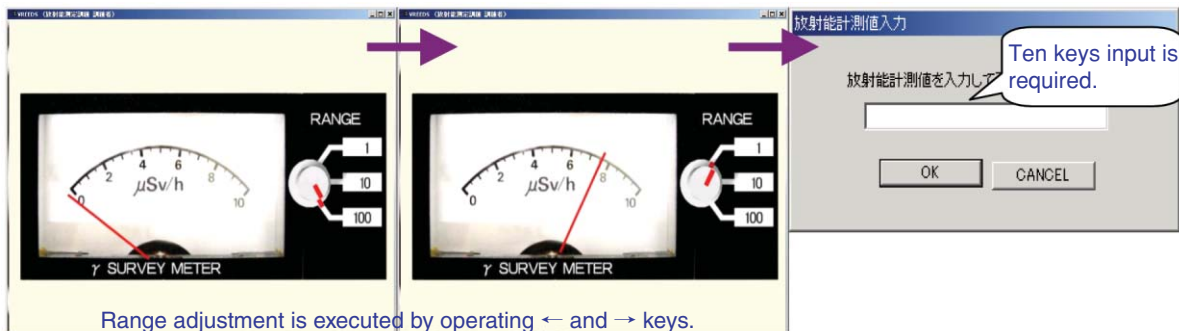 放射能計測値入力
RANGE
1
10
100
0
2
4
6
8
10
μSv/h
γ SURVEY METER
RANGE
1
10
100
0
2
4
6
8
10
μSv/h
γ SURVEY METER
放射能計測値を入力して
Ten keys input is
required.
OK
CANCEL
Range adjustment is executed by operating ← and → keys.